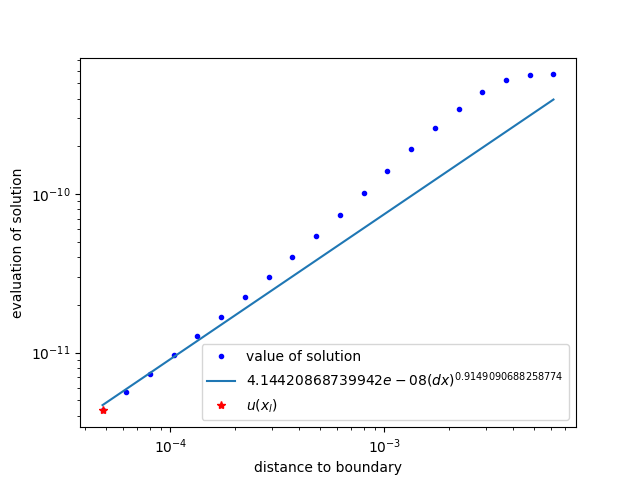 evaluation of solution
10⁻¹⁰
10⁻¹¹
value of solution
4.14420868739942e − 08(dx)^0.9149090688258774
u(x_l)
10⁻⁴
10⁻³
distance to boundary